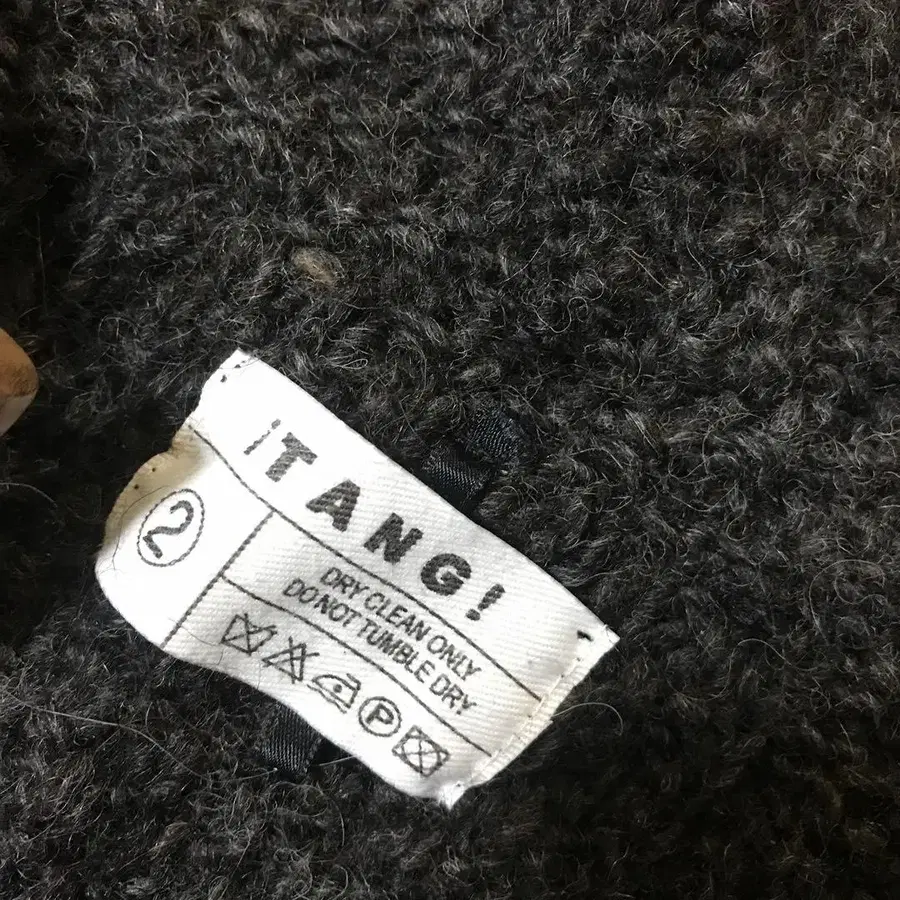 ¡TANG!
2
DRY CLEAN ONLY
DO NOT TUMBLE DRY
P